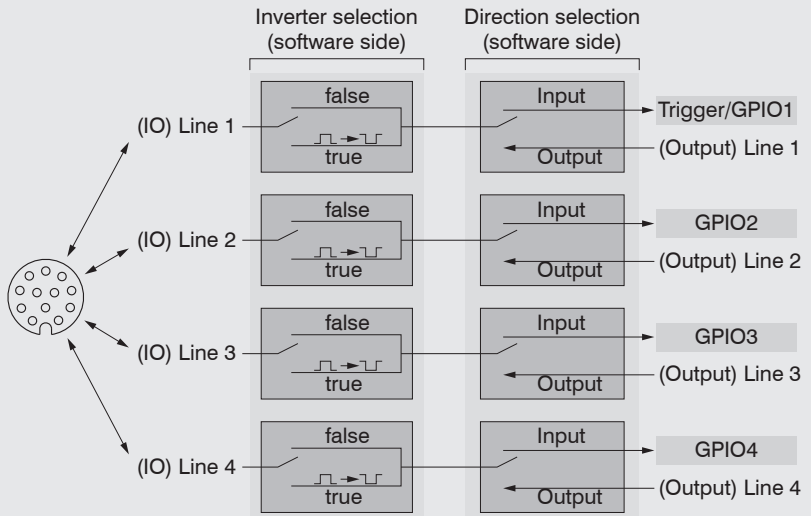 Inverter selection
(software side)
Direction selection
(software side)
false
Input
Trigger/GPIO1
(IO) Line 1
(Output) Line 1
true
Output
false
Input
GPIO2
(IO) Line 2
(Output) Line 2
true
Output
false
Input
GPIO3
(IO) Line 3
(Output) Line 3
true
Output
false
Input
GPIO4
(IO) Line 4
(Output) Line 4
true
Output